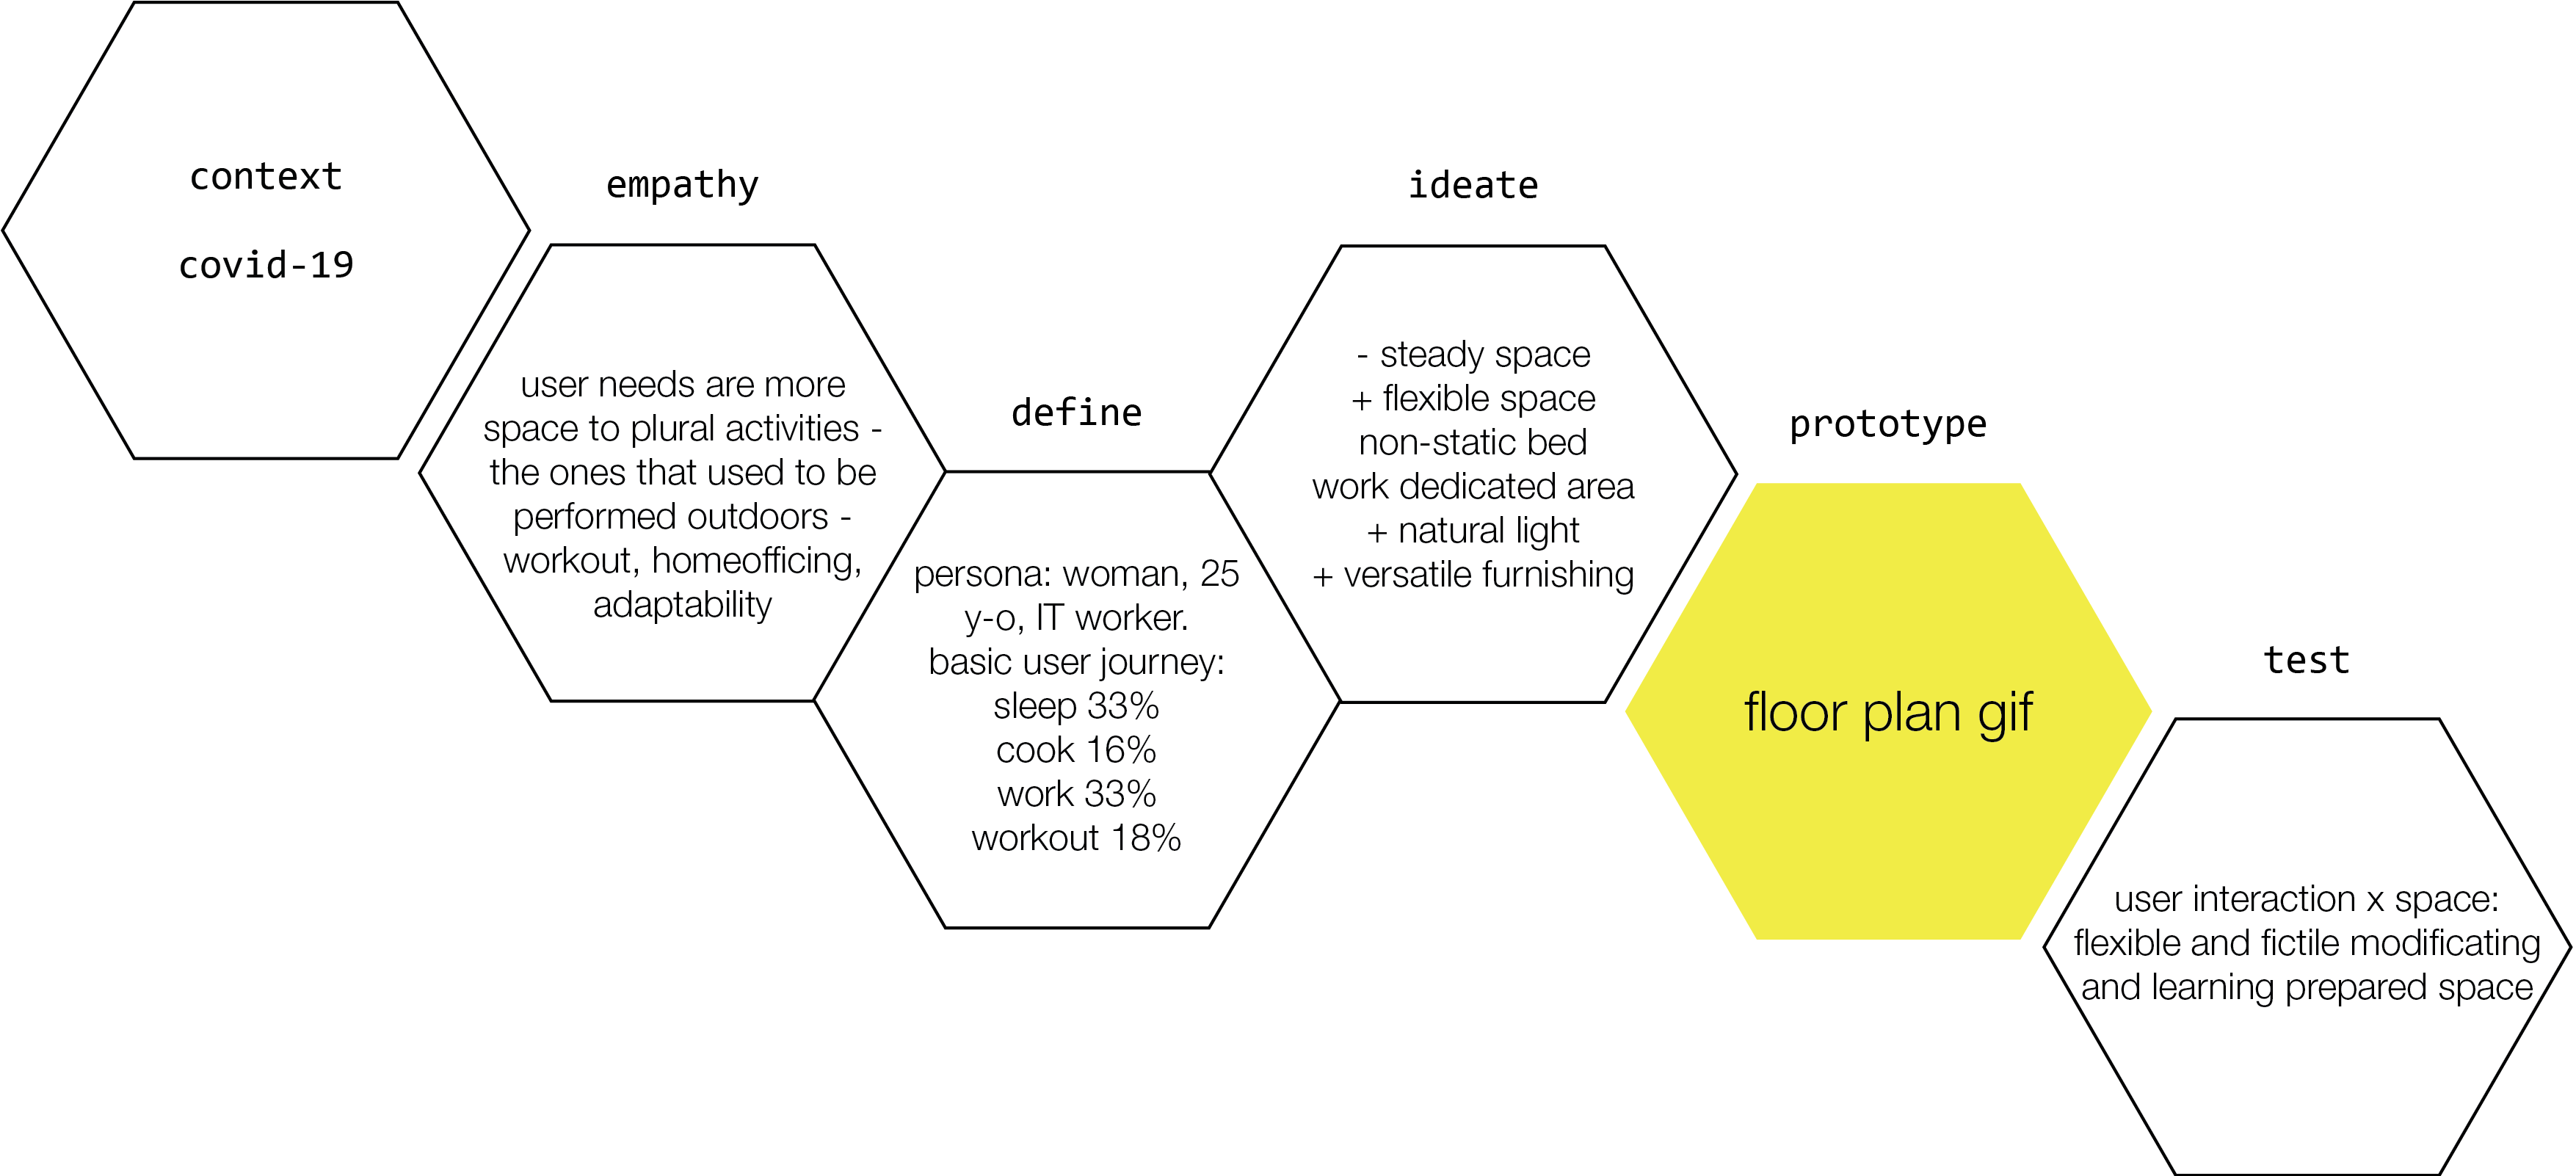 context
covid-19
empathy
user needs are more
space to plural activities -
the ones that used to be
performed outdoors -
workout, homeofficing,
adaptability
define
persona: woman, 25
y-o, IT worker.
basic user journey:
sleep 33%
cook 16%
work 33%
workout 18%
ideate
- steady space
+ flexible space
non-static bed
work dedicated area
+ natural light
+ versatile furnishing
prototype
floor plan gif
test
user interaction x space:
flexible and fictile modificating
and learning prepared space